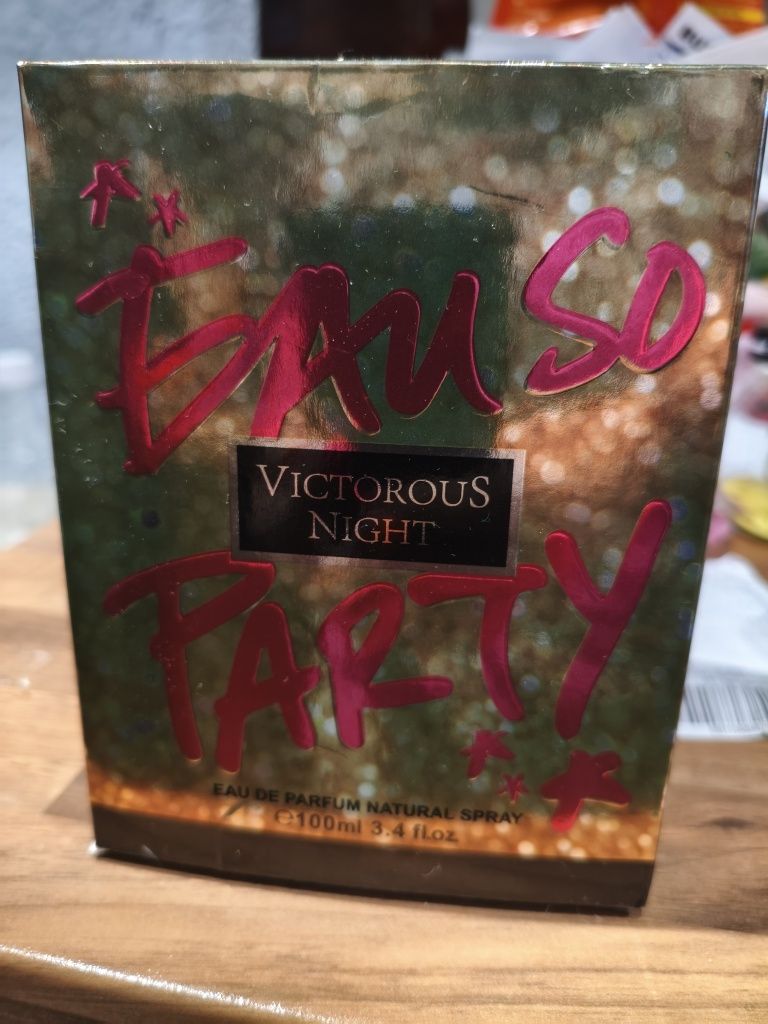 EAU SO
VICTOROUS
NIGHT
PARTY
EAU DE PARFUM NATURAL SPRAY
℮100ml 3.4 fl.oz